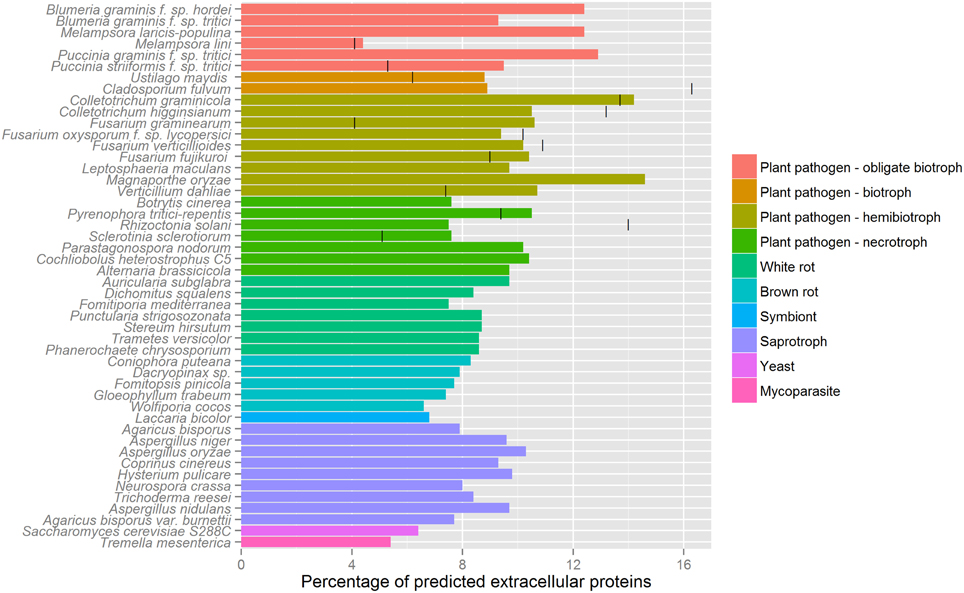 Blumeria graminis f. sp. hordei
Blumeria graminis f. sp. tritici
Melampsora laricis-populina
Melampsora lini
Puccinia graminis f. sp. tritici
Puccinia striiformis f. sp. tritici
Ustilago maydis
Cladosporium fulvum
Colletotrichum graminicola
Colletotrichum higginsianum
Fusarium graminearum
Fusarium oxysporum f. sp. lycopersici
Fusarium verticillioides
Fusarium fujikuroi
Leptosphaeria maculans
Magnaporthe oryzae
Verticillium dahliae
Botrytis cinerea
Pyrenophora tritici-repentis
Rhizoctonia solani
Sclerotinia sclerotiorum
Parastagonospora nodorum
Cochliobolus heterostrophus C5
Alternaria brassicicola
Auricularia subglabra
Dichomitus squalens
Fomitiporia mediterranea
Punctularia strigosozonata
Stereum hirsutum
Trametes versicolor
Phanerochaete chrysosporium
Coniophora puteana
Dacryopinax sp.
Fomitopsis pinicola
Gloeophyllum trabeum
Wolfiporia cocos
Laccaria bicolor
Agaricus bisporus
Aspergillus niger
Aspergillus oryzae
Coprinus cinereus
Hysterium pulicare
Neurospora crassa
Trichoderma reesei
Aspergillus nidulans
Agaricus bisporus var. burnettii
Saccharomyces cerevisiae S288C
Tremella mesenterica
0 4 8 12 16
Percentage of predicted extracellular proteins
Plant pathogen - obligate biotroph
Plant pathogen - biotroph
Plant pathogen - hemibiotroph
Plant pathogen - necrotroph
White rot
Brown rot
Symbiont
Saprotroph
Yeast
Mycoparasite